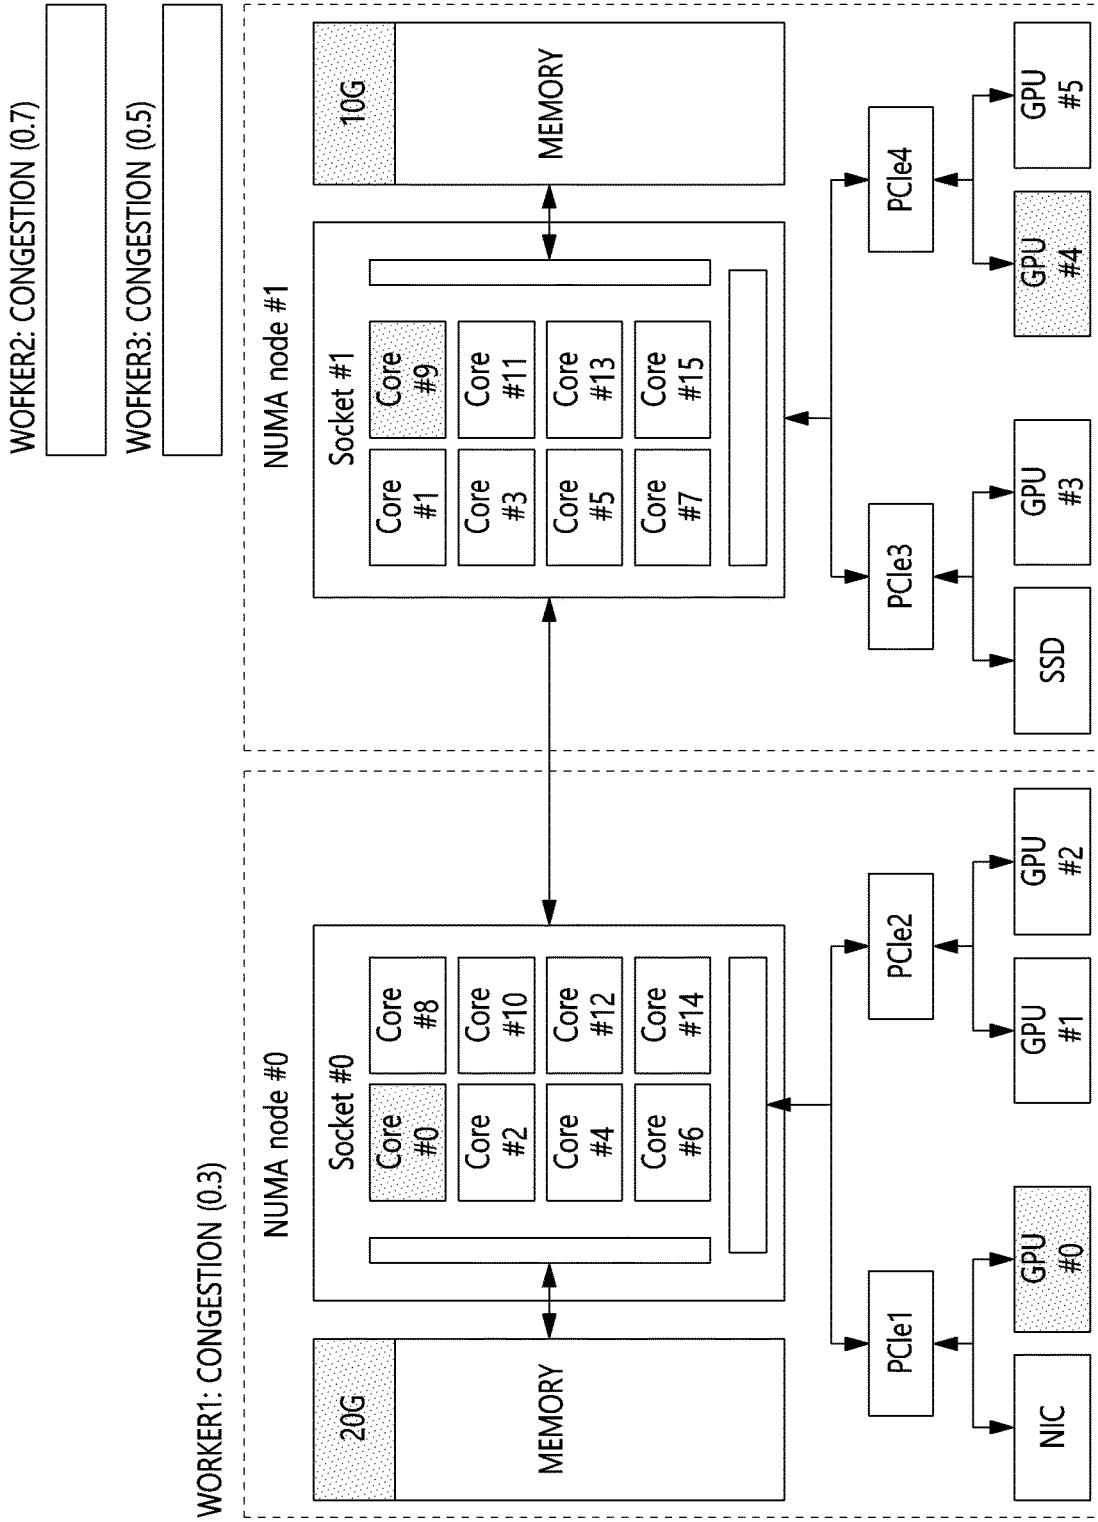 WORKER1: CONGESTION (0.3)
WOFKER2: CONGESTION (0.7)
WOFKER3: CONGESTION (0.5)
NUMA node #0
20G
MEMORY
Socket #0
Core
#0
Core
#8
Core
#2
Core
#10
Core
#4
Core
#12
Core
#6
Core
#14
PCIe1
PCIe2
NIC
GPU
#0
GPU
#1
GPU
#2
NUMA node #1
Socket #1
Core
#1
Core
#9
Core
#3
Core
#11
Core
#5
Core
#13
Core
#7
Core
#15
10G
MEMORY
PCIe3
PCIe4
SSD
GPU
#3
GPU
#4
GPU
#5